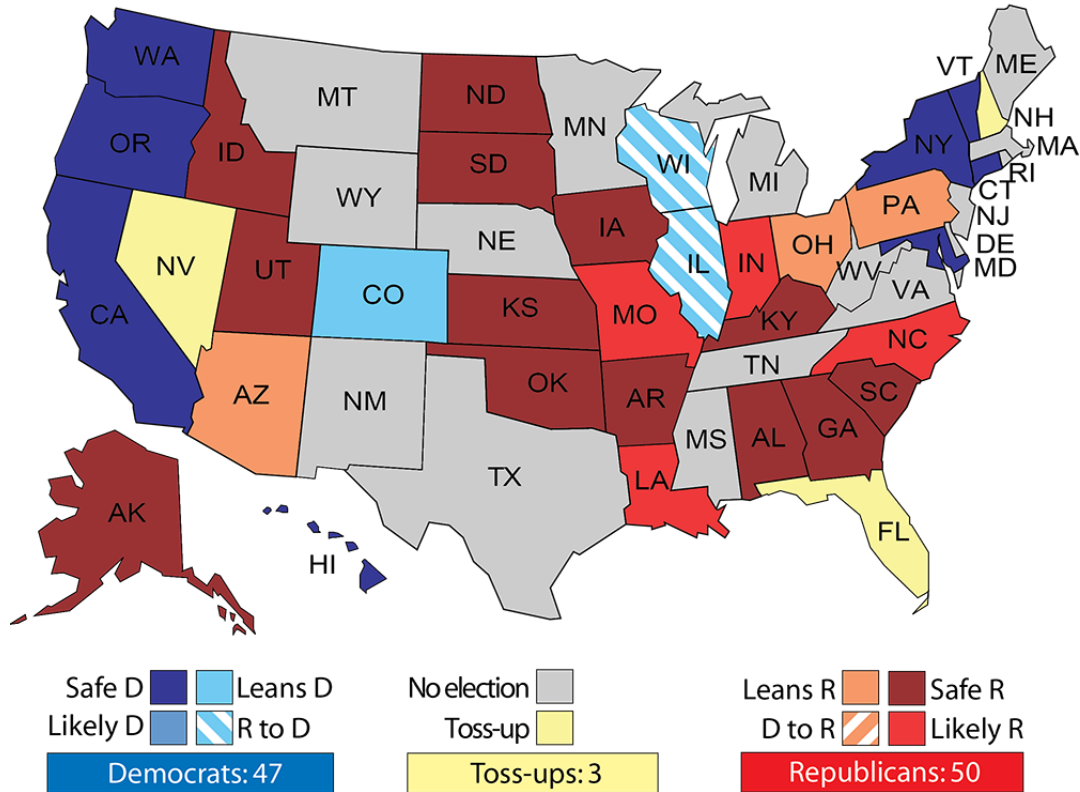 WA
MT
ND
MN
VT
ME
OR
ID
SD
WI
NY
NH
MA
WY
MI
RI
CT
IA
PA
NJ
NE
OH
DE
NV
UT
IL
IN
MD
CO
WV
VA
CA
KS
MO
KY
NC
TN
AZ
NM
OK
AR
SC
MS
AL
GA
TX
LA
AK
FL
HI
Safe D
Leans D
No election
Leans R
Safe R
Likely D
R to D
Toss-up
D to R
Likely R
Democrats: 47
Toss-ups: 3
Republicans: 50